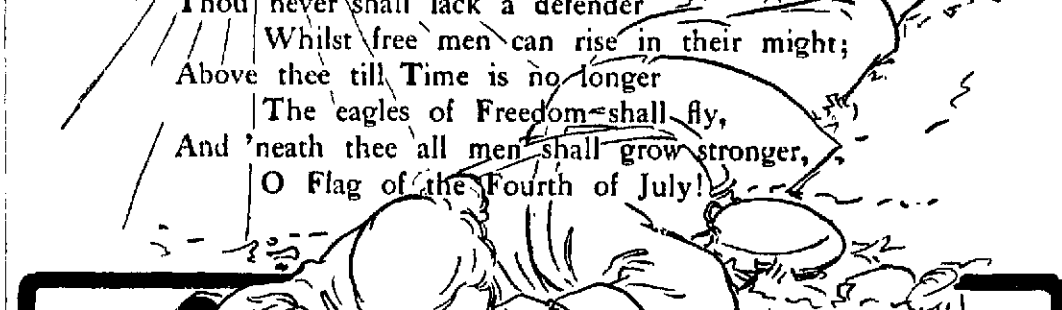 Thou never shall lack a defender
Whilst free men can rise in their might;
Above thee till Time is no longer
The eagles of Freedom shall fly,
And 'neath thee all men shall grow stronger,
O Flag of the Fourth of July!